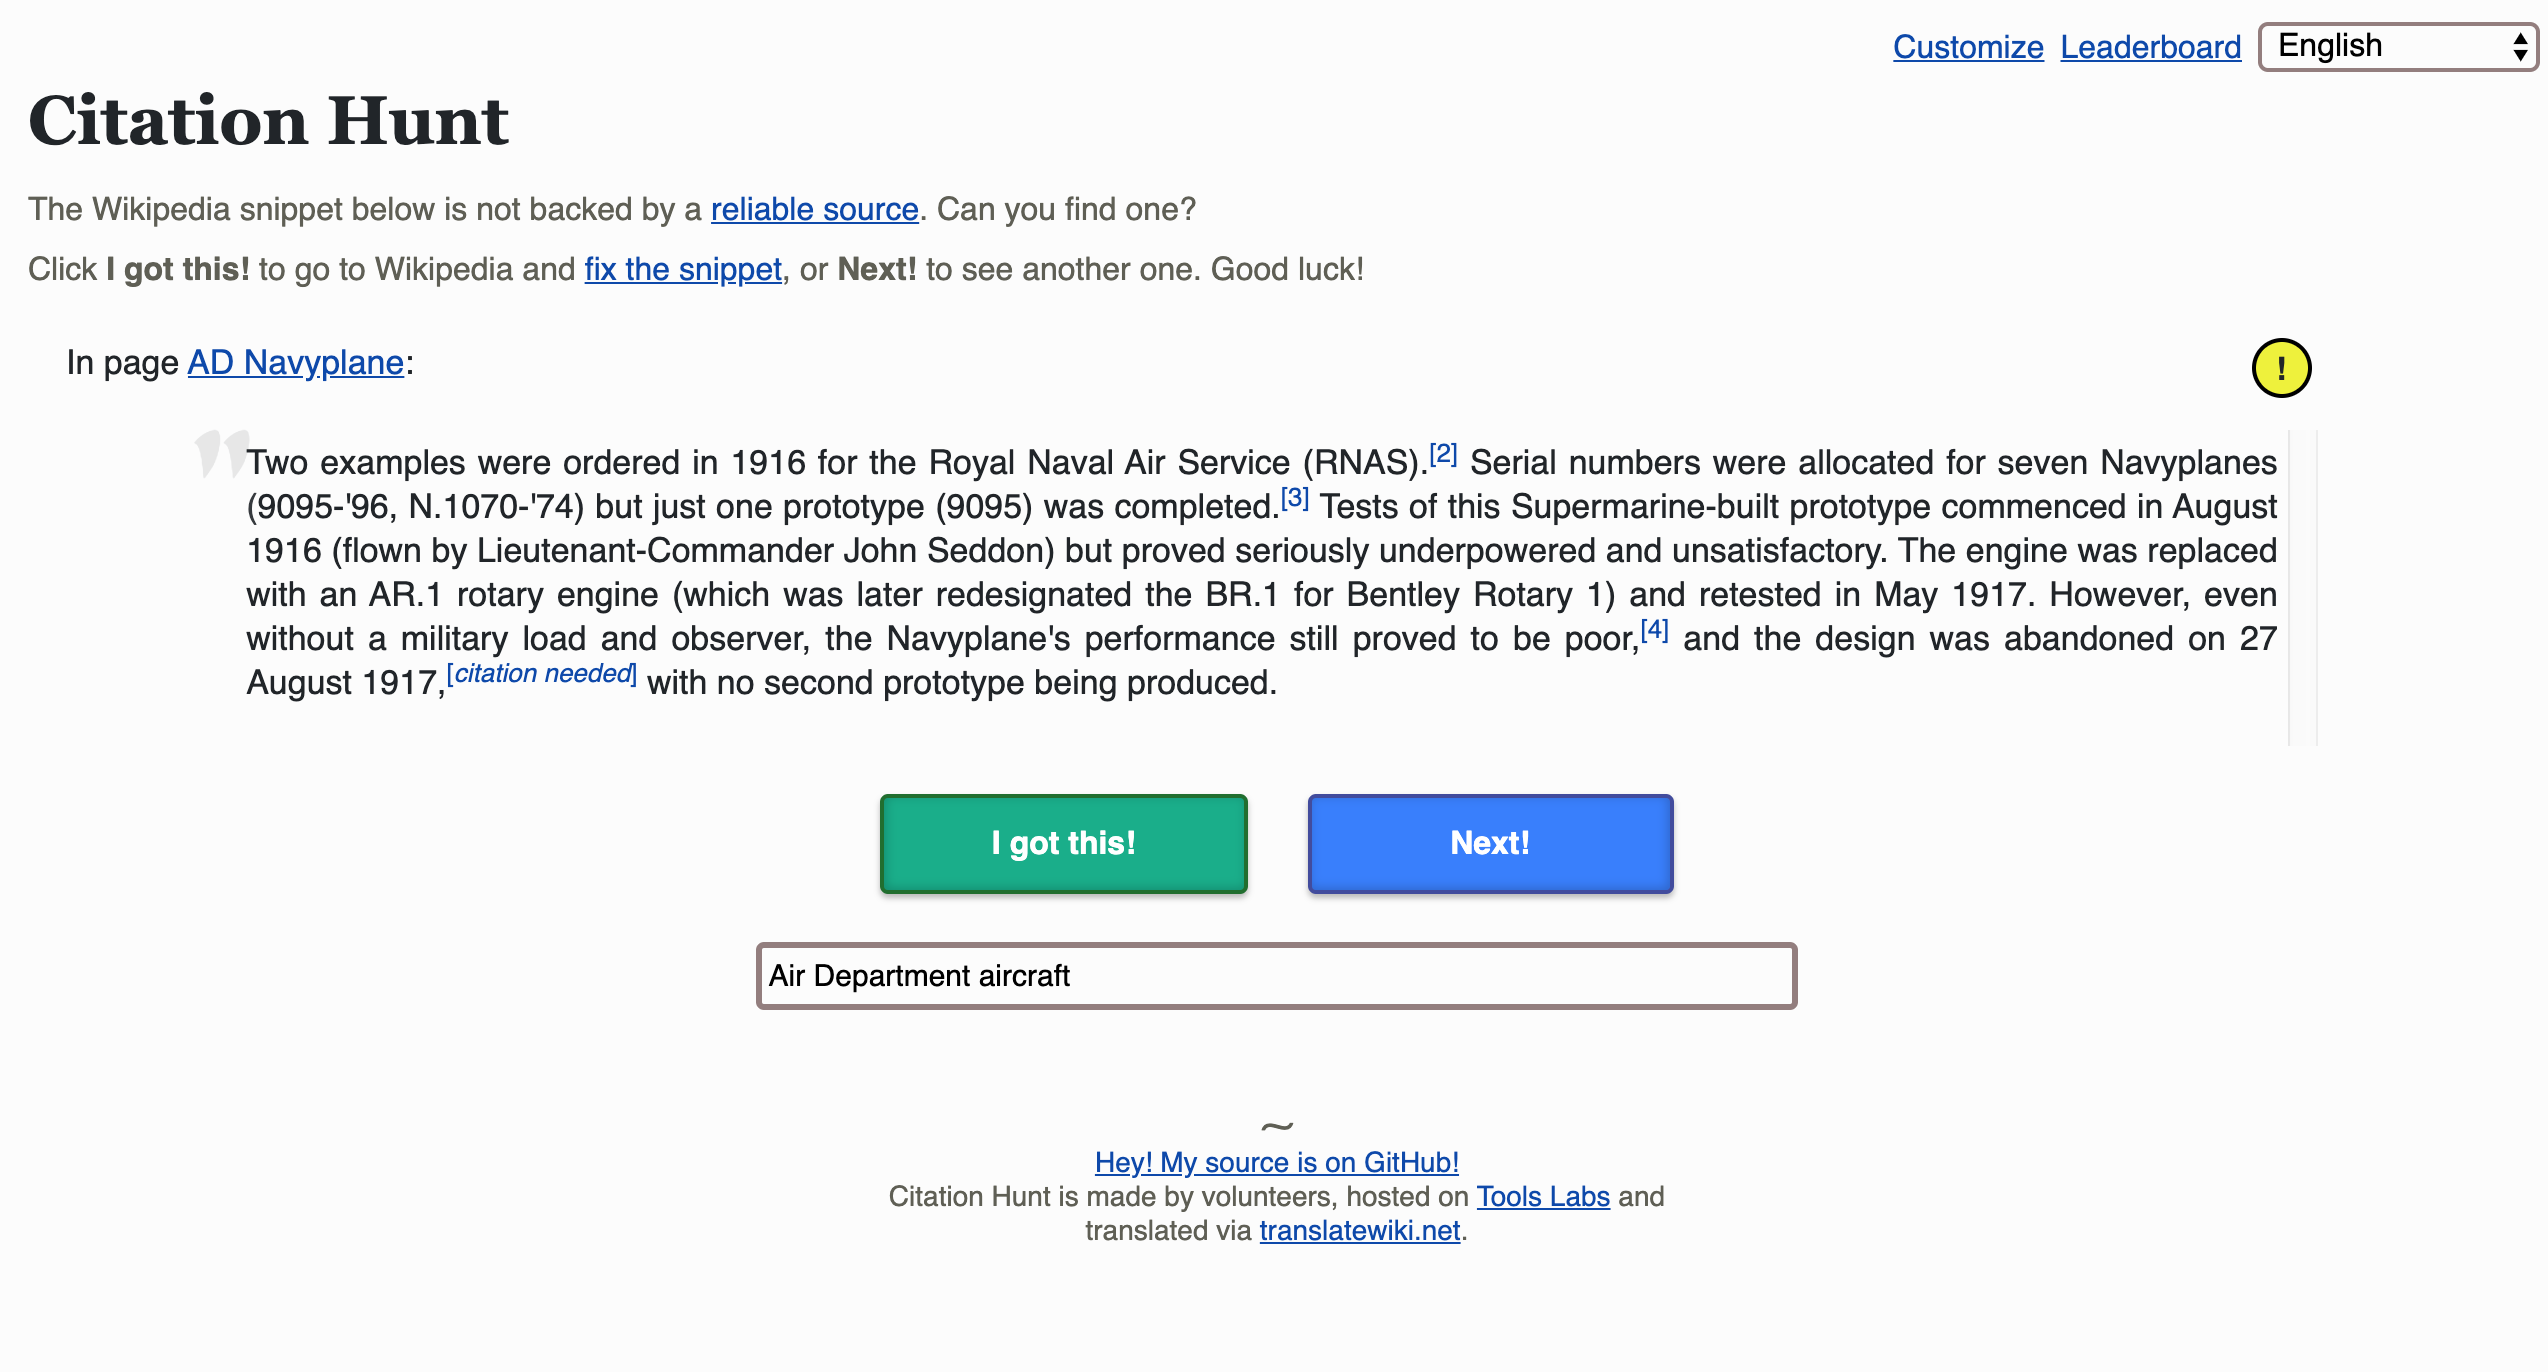 Customize Leaderboard English
Citation Hunt
The Wikipedia snippet below is not backed by a reliable source. Can you find one?
Click I got this! to go to Wikipedia and fix the snippet, or Next! to see another one. Good luck!
In page AD Navyplane:
!
Two examples were ordered in 1916 for the Royal Naval Air Service (RNAS).[2] Serial numbers were allocated for seven Navyplanes
(9095-'96, N.1070-'74) but just one prototype (9095) was completed.[3] Tests of this Supermarine-built prototype commenced in August
1916 (flown by Lieutenant-Commander John Seddon) but proved seriously underpowered and unsatisfactory. The engine was replaced
with an AR.1 rotary engine (which was later redesignated the BR.1 for Bentley Rotary 1) and retested in May 1917. However, even
without a military load and observer, the Navyplane's performance still proved to be poor,[4] and the design was abandoned on 27
August 1917,[citation needed] with no second prototype being produced.
I got this! Next!
Air Department aircraft
~
Hey! My source is on GitHub!
Citation Hunt is made by volunteers, hosted on Tools Labs and
translated via translatewiki.net.